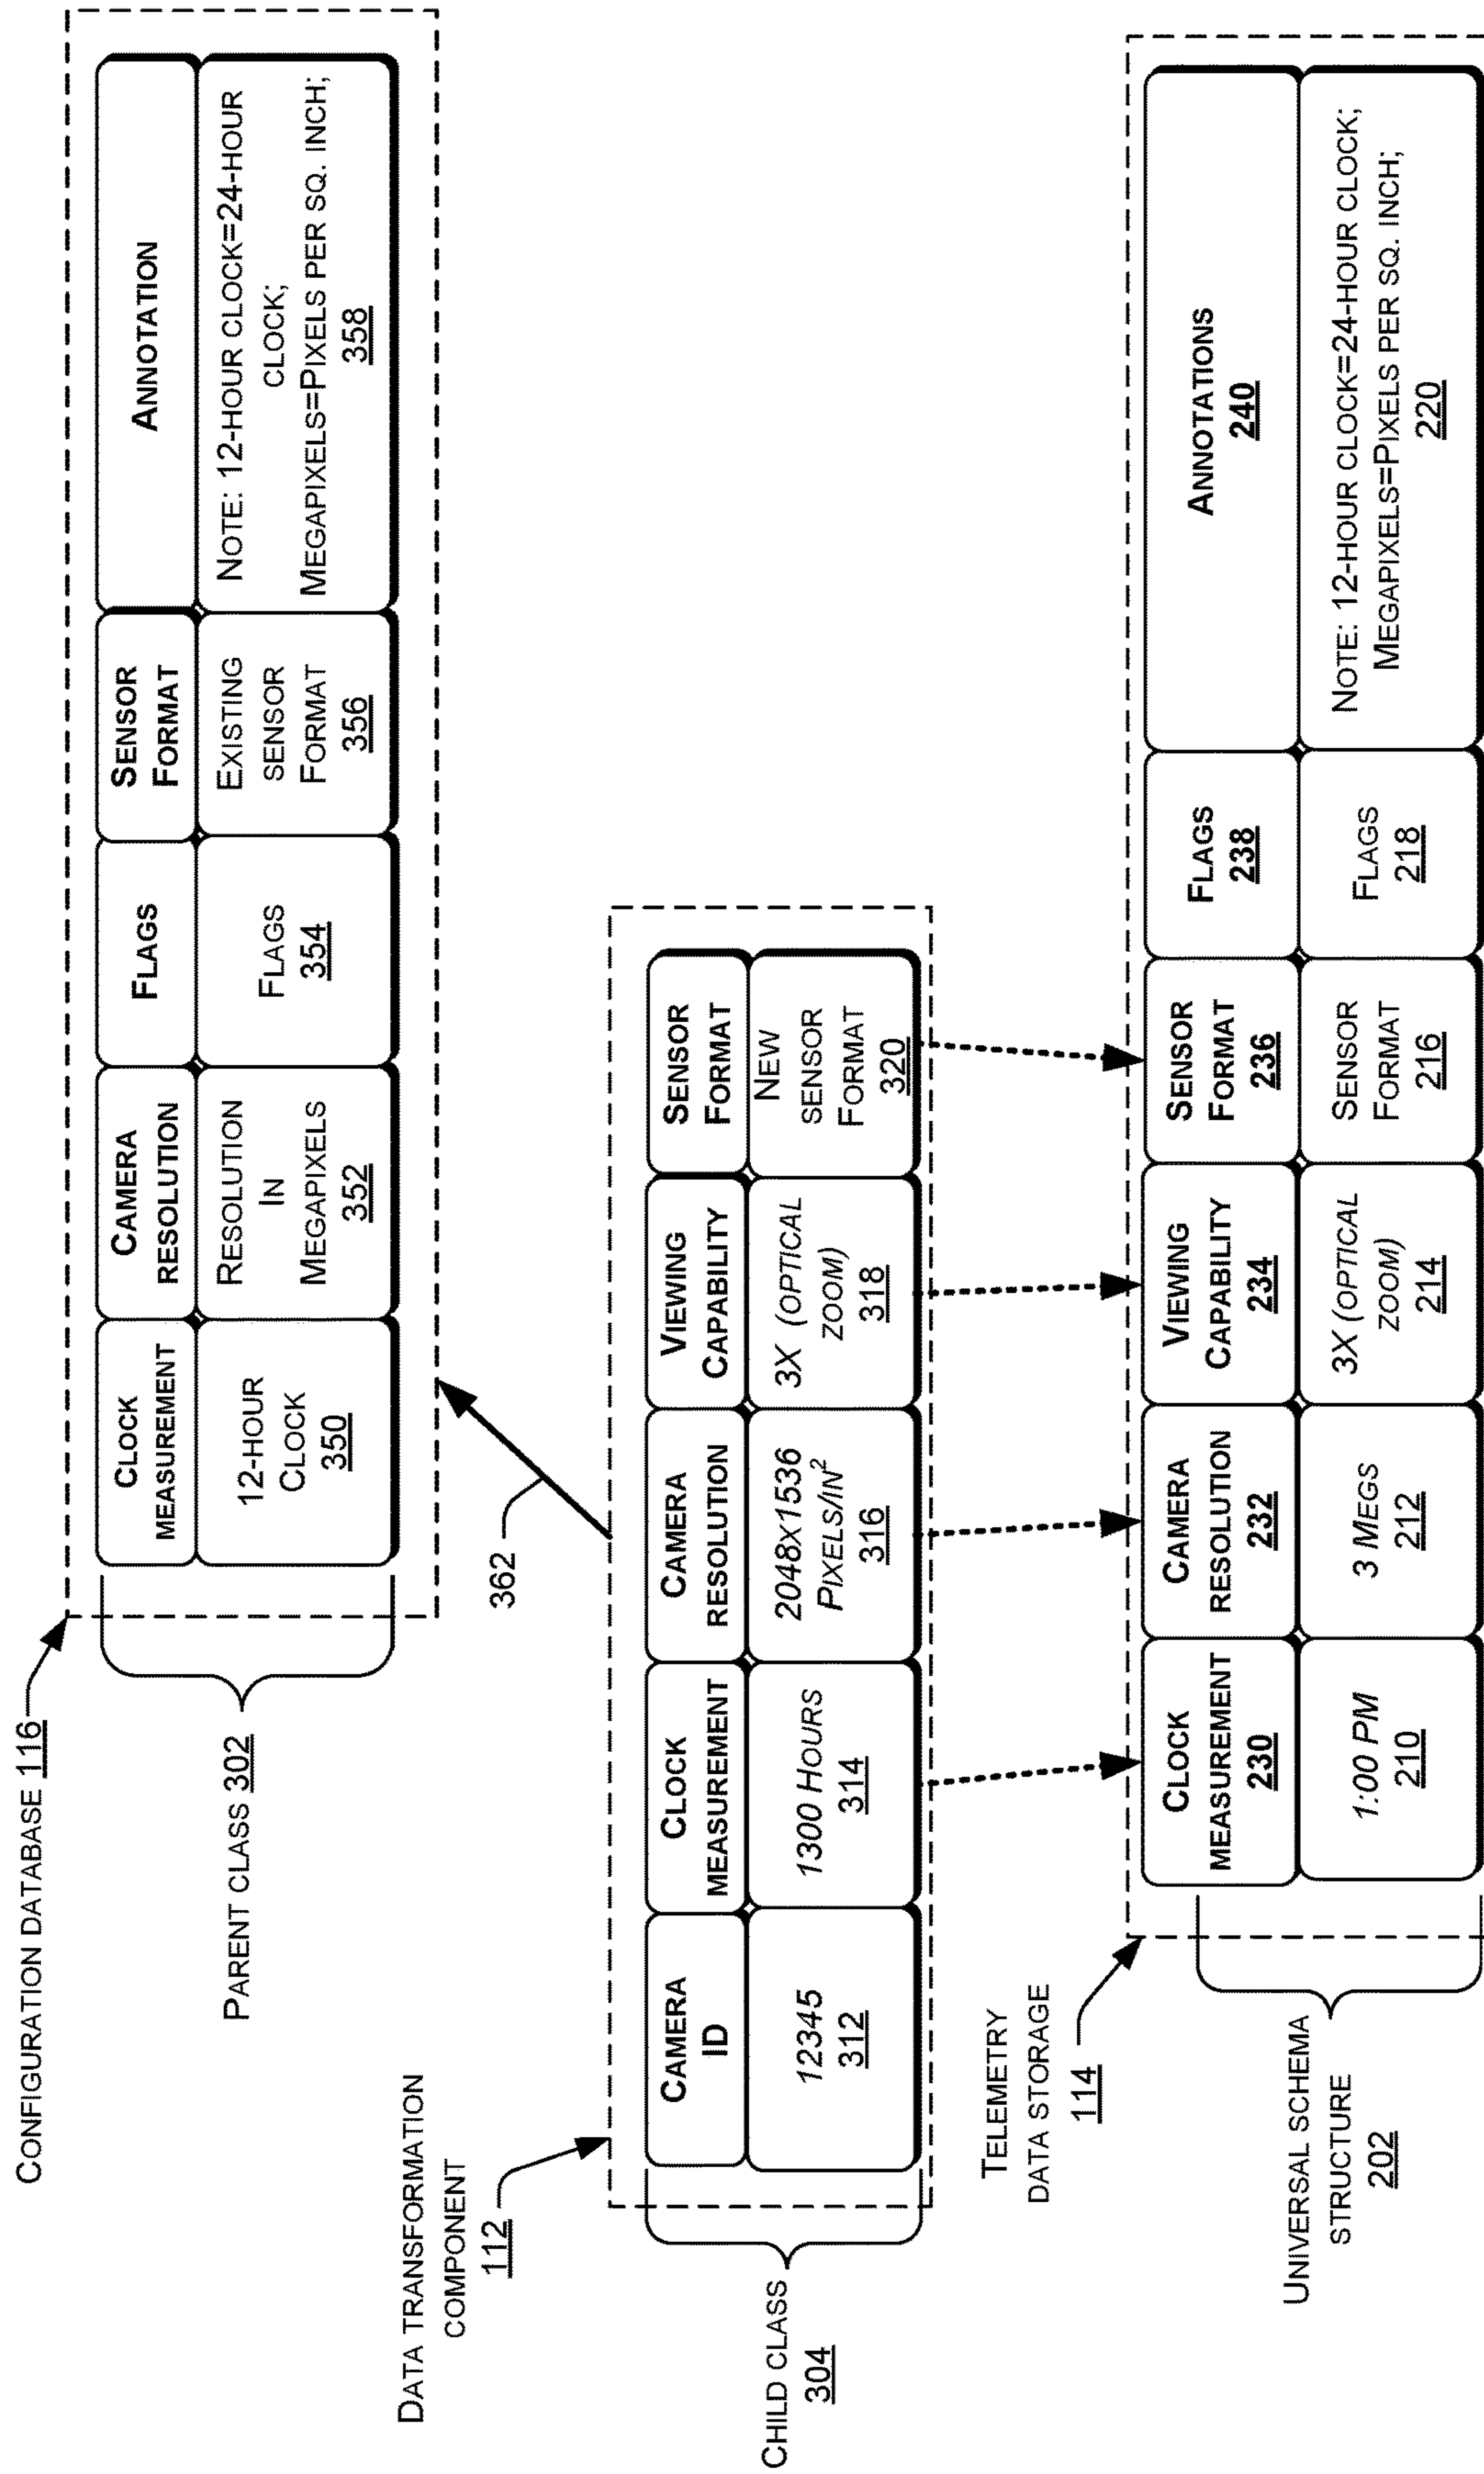 CONFIGURATION DATABASE 116
PARENT CLASS 302
CLOCK
MEASUREMENT
CAMERA
RESOLUTION
FLAGS
SENSOR
FORMAT
ANNOTATION
12-HOUR
CLOCK
350
RESOLUTION
IN
MEGAPIXELS
352
FLAGS
354
EXISTING
SENSOR
FORMAT
356
NOTE: 12-HOUR CLOCK=24-HOUR
CLOCK;
MEGAPIXELS=PIXELS PER SQ. INCH;
358
362
DATA TRANSFORMATION
COMPONENT
112
CHILD CLASS
304
CAMERA
ID
CLOCK
MEASUREMENT
CAMERA
RESOLUTION
VIEWING
CAPABILITY
SENSOR
FORMAT
12345
312
1300 HOURS
314
2048X1536
PIXELS/IN²
316
3X (OPTICAL
ZOOM)
318
NEW
SENSOR
FORMAT
320
TELEMETRY
DATA STORAGE
114
UNIVERSAL SCHEMA
STRUCTURE
202
CLOCK
MEASUREMENT
230
CAMERA
RESOLUTION
232
VIEWING
CAPABILITY
234
SENSOR
FORMAT
236
FLAGS
238
ANNOTATIONS
240
1:00 PM
210
3 MEGS
212
3X (OPTICAL
ZOOM)
214
SENSOR
FORMAT
216
FLAGS
218
NOTE: 12-HOUR CLOCK=24-HOUR CLOCK;
MEGAPIXELS=PIXELS PER SQ. INCH;
220